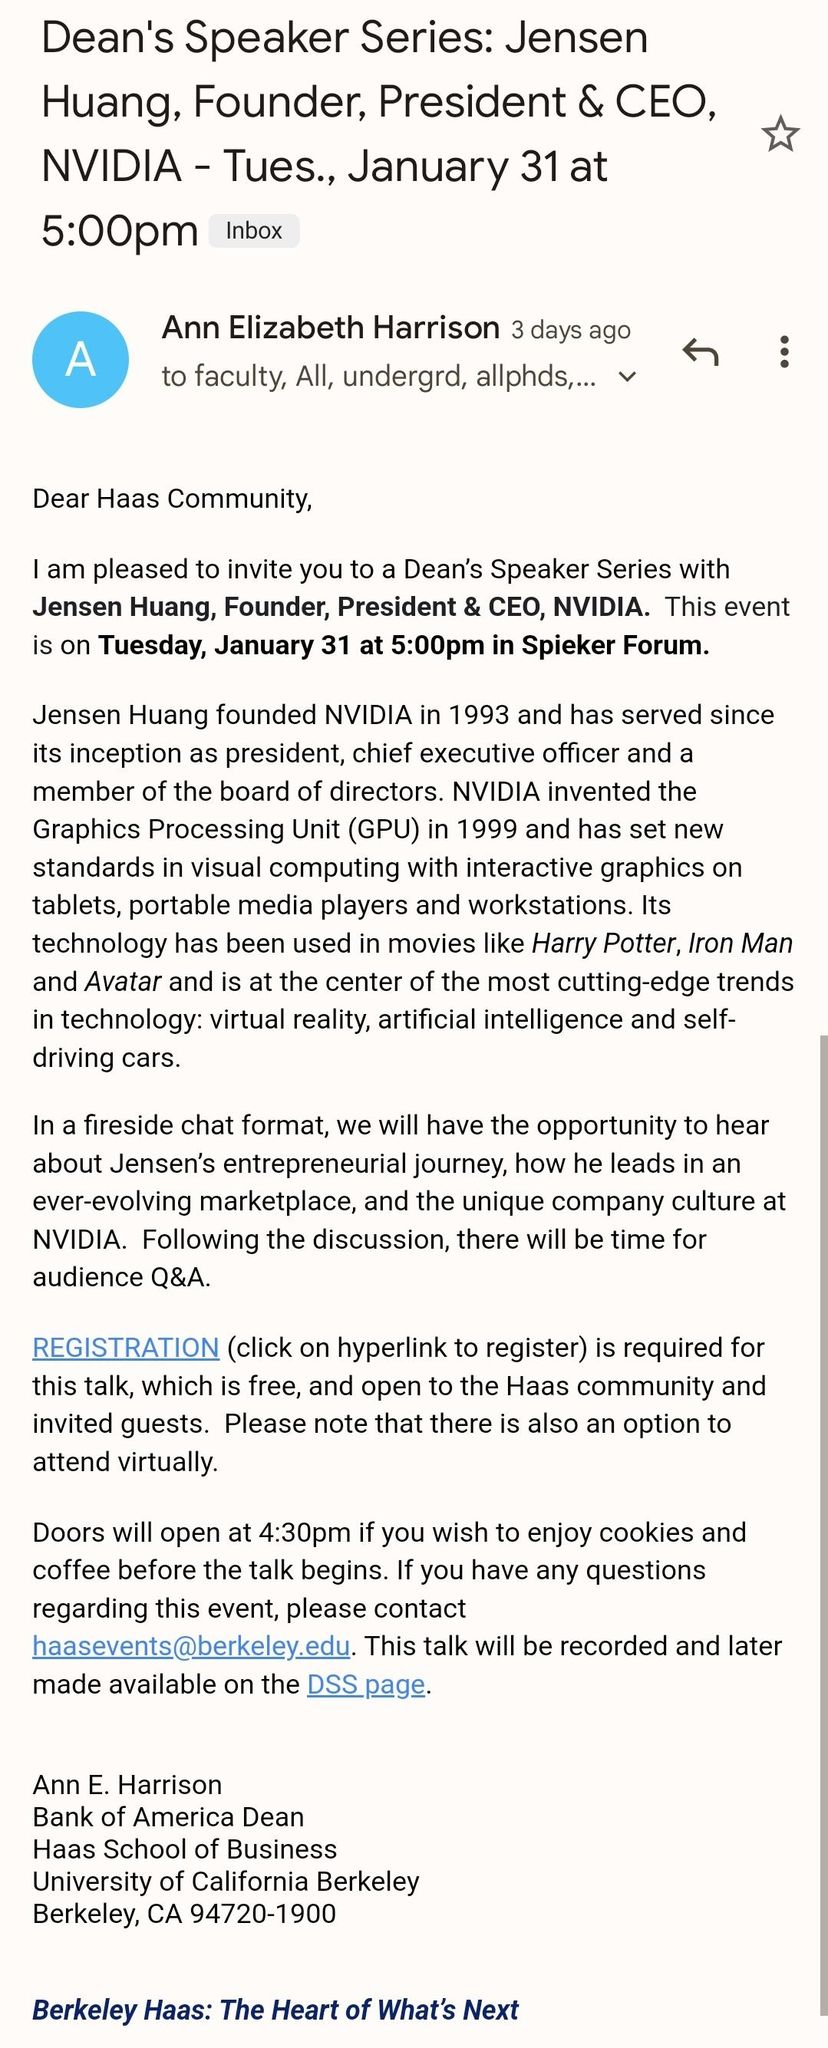 Dean's Speaker Series: Jensen
Huang, Founder, President & CEO,
NVIDIA - Tues., January 31 at
5:00pm Inbox
A
Ann Elizabeth Harrison 3 days ago
to faculty, All, undergrd, allphds,...
Dear Haas Community,
I am pleased to invite you to a Dean’s Speaker Series with
Jensen Huang, Founder, President & CEO, NVIDIA.  This event
is on Tuesday, January 31 at 5:00pm in Spieker Forum.
Jensen Huang founded NVIDIA in 1993 and has served since
its inception as president, chief executive officer and a
member of the board of directors. NVIDIA invented the
Graphics Processing Unit (GPU) in 1999 and has set new
standards in visual computing with interactive graphics on
tablets, portable media players and workstations. Its
technology has been used in movies like Harry Potter, Iron Man
and Avatar and is at the center of the most cutting-edge trends
in technology: virtual reality, artificial intelligence and self-
driving cars.
In a fireside chat format, we will have the opportunity to hear
about Jensen’s entrepreneurial journey, how he leads in an
ever-evolving marketplace, and the unique company culture at
NVIDIA.  Following the discussion, there will be time for
audience Q&A.
REGISTRATION (click on hyperlink to register) is required for
this talk, which is free, and open to the Haas community and
invited guests.  Please note that there is also an option to
attend virtually.
Doors will open at 4:30pm if you wish to enjoy cookies and
coffee before the talk begins. If you have any questions
regarding this event, please contact
haasevents@berkeley.edu. This talk will be recorded and later
made available on the DSS page.
Ann E. Harrison
Bank of America Dean
Haas School of Business
University of California Berkeley
Berkeley, CA 94720-1900
Berkeley Haas: The Heart of What’s Next